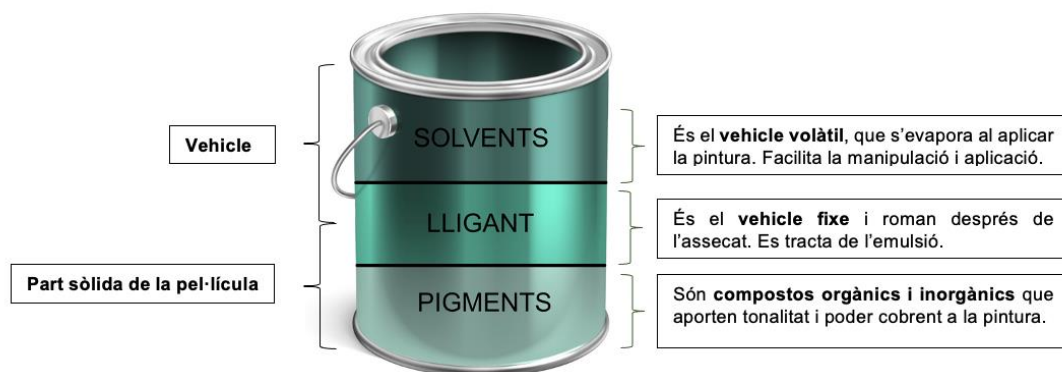 Vehicle
Part sòlida de la pel·lícula
SOLVENTS
LLIGANT
PIGMENTS
És el vehicle volàtil, que s’evapora al aplicar
la pintura. Facilita la manipulació i aplicació.
És el vehicle fixe i roman després de
l’assecat. Es tracta de l’emulsió.
Són compostos orgànics i inorgànics que
aporten tonalitat i poder cobrent a la pintura.